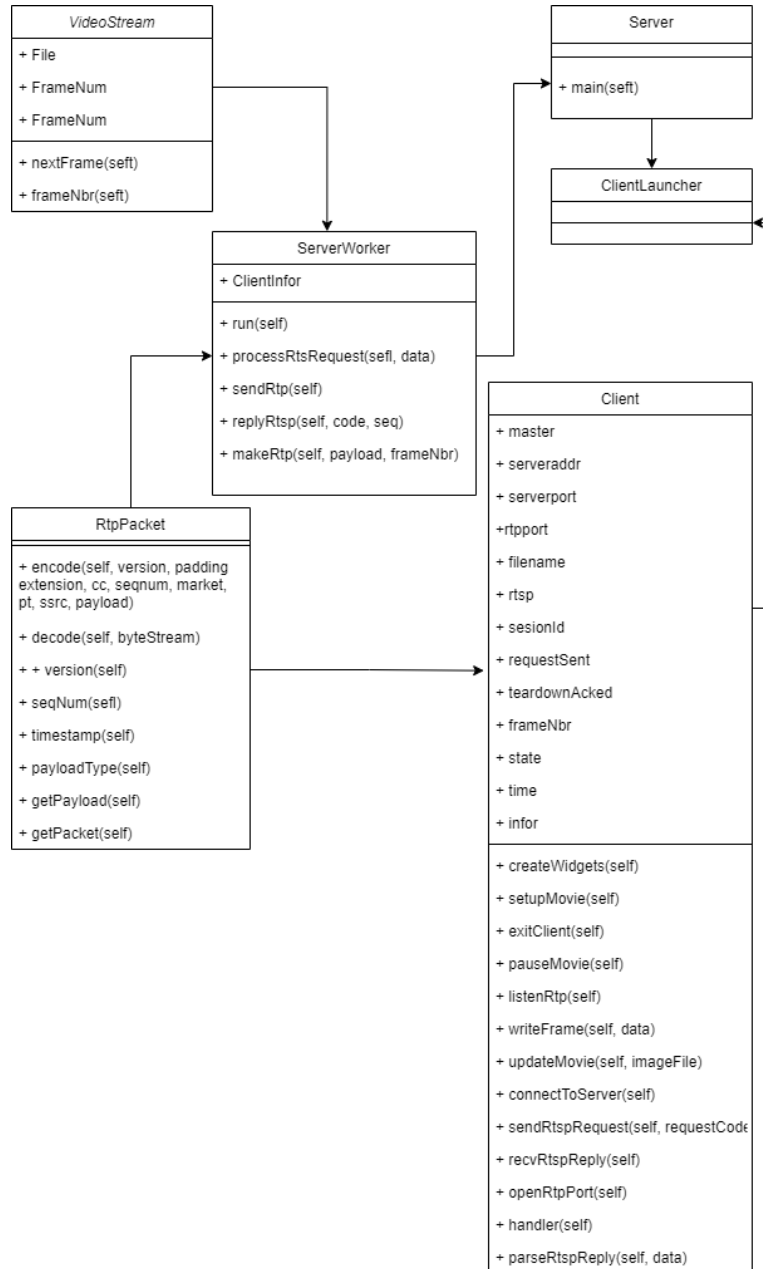 VideoStream
+ File
+ FrameNum
+ FrameNum
+ nextFrame(seft)
+ frameNbr(seft)
Server
+ main(seft)
ClientLauncher
ServerWorker
+ ClientInfor
+ run(self)
+ processRtsRequest(sefl, data)
+ sendRtp(self)
+ replyRtsp(self, code, seq)
+ makeRtp(self, payload, frameNbr)
RtpPacket
+ encode(self, version, padding
extension, cc, seqnum, market,
pt, ssrc, payload)
+ decode(self, byteStream)
+ + version(self)
+ seqNum(sefl)
+ timestamp(self)
+ payloadType(self)
+ getPayload(self)
+ getPacket(self)
Client
+ master
+ serveraddr
+ serverport
+rtpport
+ filename
+ rtsp
+ sesionId
+ requestSent
+ teardownAcked
+ frameNbr
+ state
+ time
+ infor
+ createWidgets(self)
+ setupMovie(self)
+ exitClient(self)
+ pauseMovie(self)
+ listenRtp(self)
+ writeFrame(self, data)
+ updateMovie(self, imageFile)
+ connectToServer(self)
+ sendRtspRequest(self, requestCode
+ recvRtspReply(self)
+ openRtpPort(self)
+ handler(self)
+ parseRtspReply(self, data)